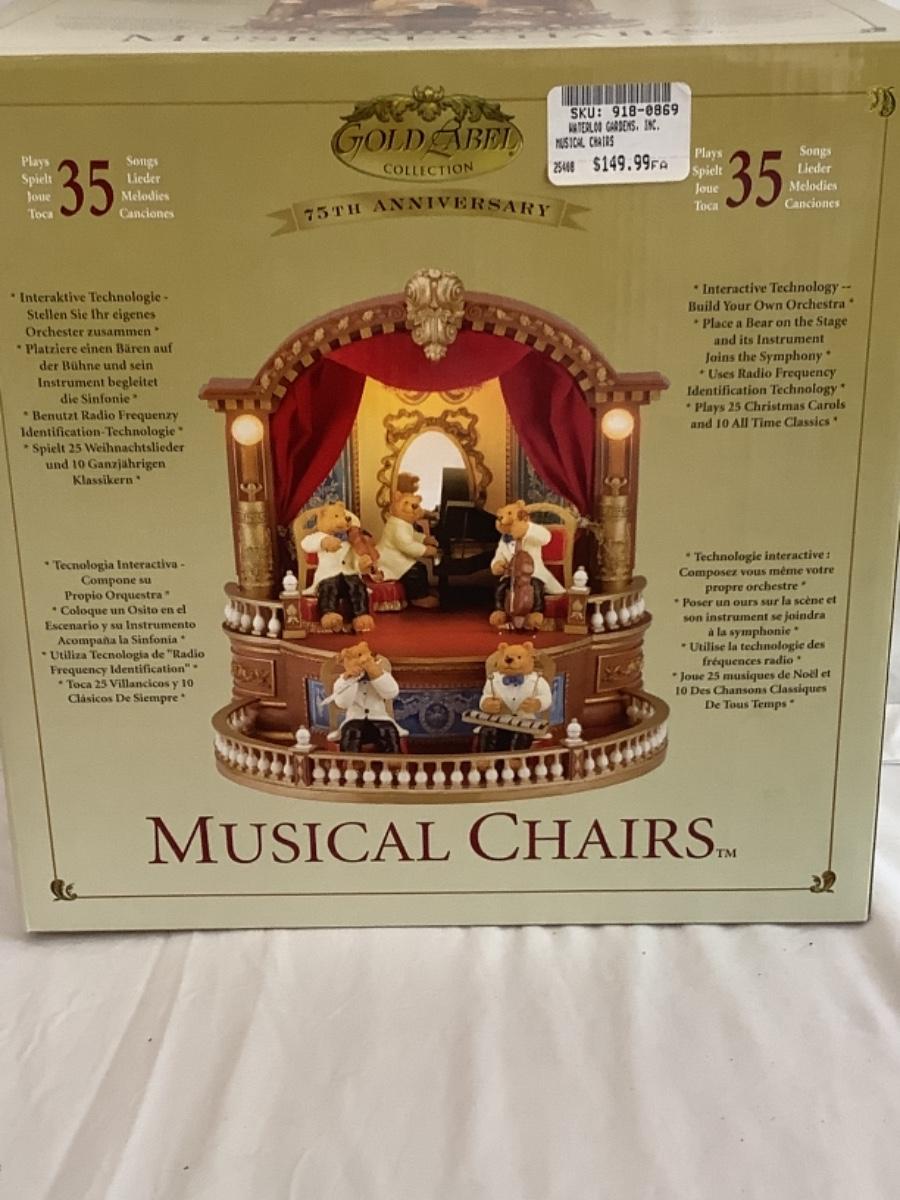 MUSICAL CHAIRS
GOLD LABEL
COLLECTION
75TH ANNIVERSARY
SKU: 918-0869
WATERLOO GARDENS, INC.
MUSICAL CHAIRS
25408 $149.99FA
Plays
Spielt
Joue
Toca
35
Songs
Lieder
Melodies
Canciones
Plays
Spielt
Joue
Toca
35
Songs
Lieder
Melodies
Canciones
* Interaktive Technologie -
Stellen Sie Ihr eigenes
Orchester zusammen *
* Platziere einen Bären auf
der Bühne und sein
Instrument begleitet
die Sinfonie *
* Benutzt Radio Frequenzy
Identification-Technologie *
* Spielt 25 Weihnachtslieder
und 10 Ganzjährigen
Klassikern *
* Interactive Technology --
Build Your Own Orchestra *
* Place a Bear on the Stage
and its Instrument
Joins the Symphony *
* Uses Radio Frequency
Identification Technology *
* Plays 25 Christmas Carols
and 10 All Time Classics *
* Tecnologia Interactiva -
Compone su
Propio Orquestra *
* Coloque un Osito en el
Escenario y su Instrumento
Acompaña la Sinfonia *
* Utiliza Tecnologia de "Radio
Frequency Identification" *
* Toca 25 Villancicos y 10
Clásicos De Siempre *
* Technologie interactive :
Composez vous même votre
propre orchestre *
* Poser un ours sur la scène et
son instrument se joindra
à la symphonie *
* Utilise la technologie des
fréquences radio *
* Joue 25 musiques de Noël et
10 Des Chansons Classiques
De Tous Temps *
MUSICAL CHAIRS TM